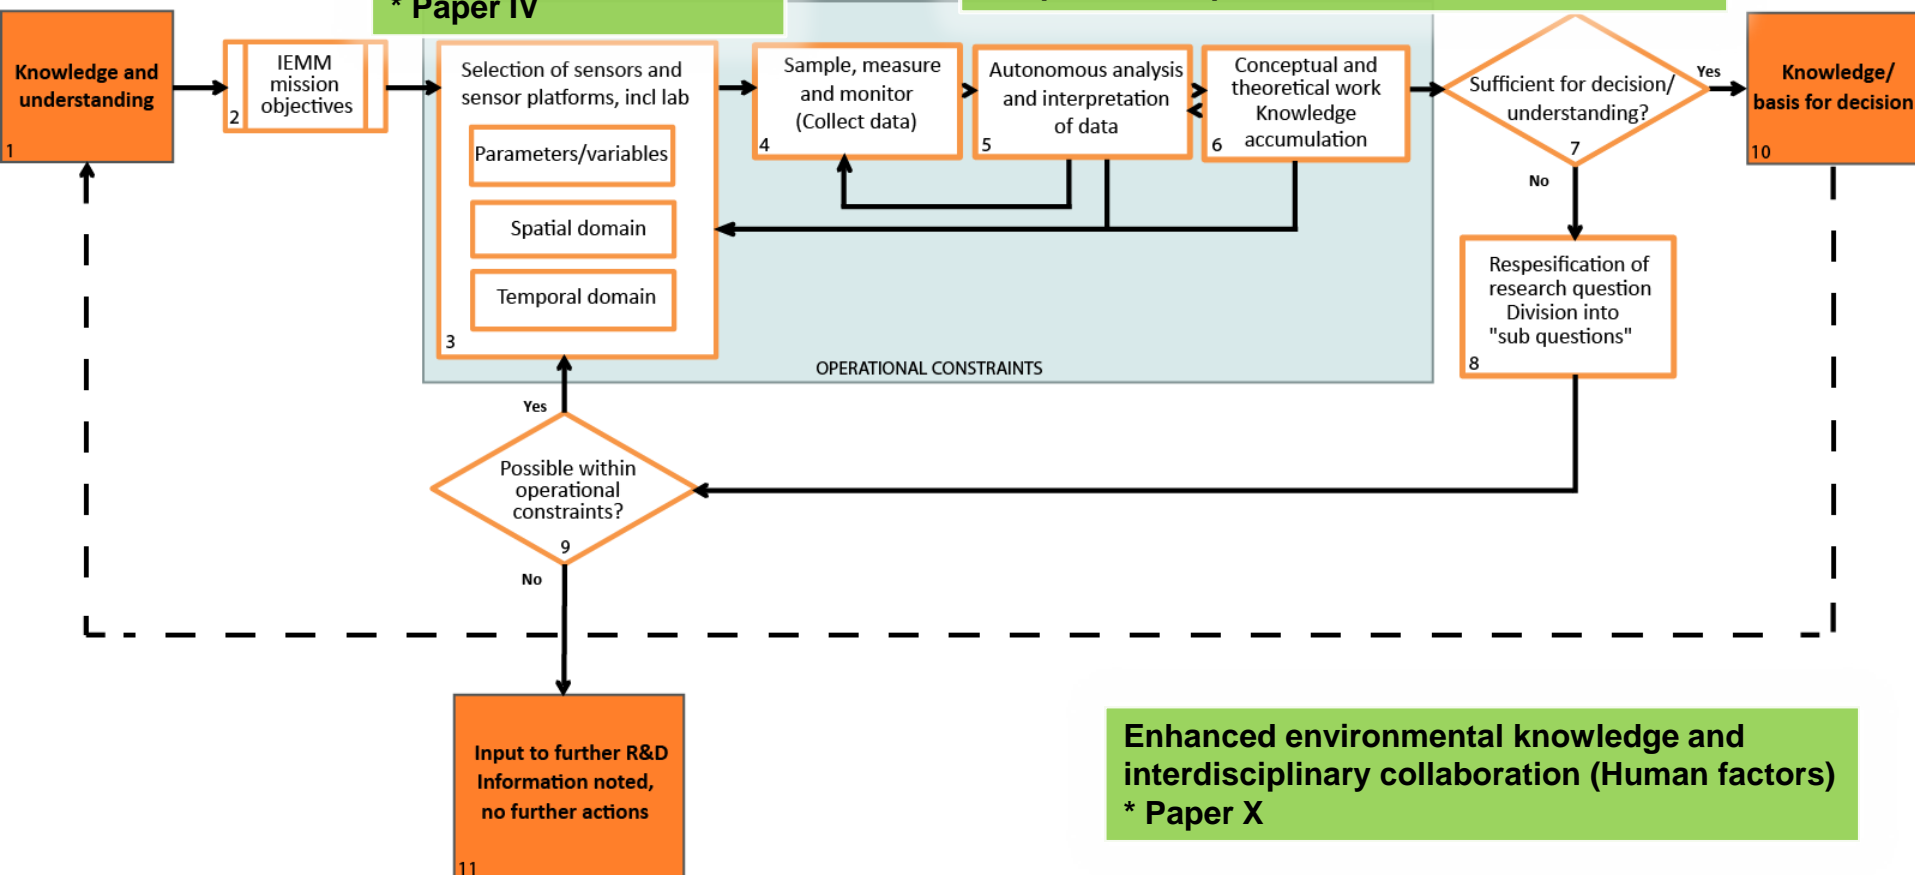 * Paper IV
Knowledge and
understanding
1
IEMM
mission
objectives
2
Selection of sensors and
sensor platforms, incl lab
Parameters/variables
Spatial domain
Temporal domain
3
Sample, measure
and monitor
(Collect data)
4
Autonomous analysis
and interpretation
of data
5
Conceptual and
theoretical work
Knowledge
accumulation
6
Sufficient for decision/
understanding?
7
Yes
No
Knowledge/
basis for decision
10
Respesification of
research question
Division into
"sub questions"
8
OPERATIONAL CONSTRAINTS
Yes
Possible within
operational
constraints?
9
No
Input to further R&D
Information noted,
no further actions
11
Enhanced environmental knowledge and
interdisciplinary collaboration (Human factors)
* Paper X